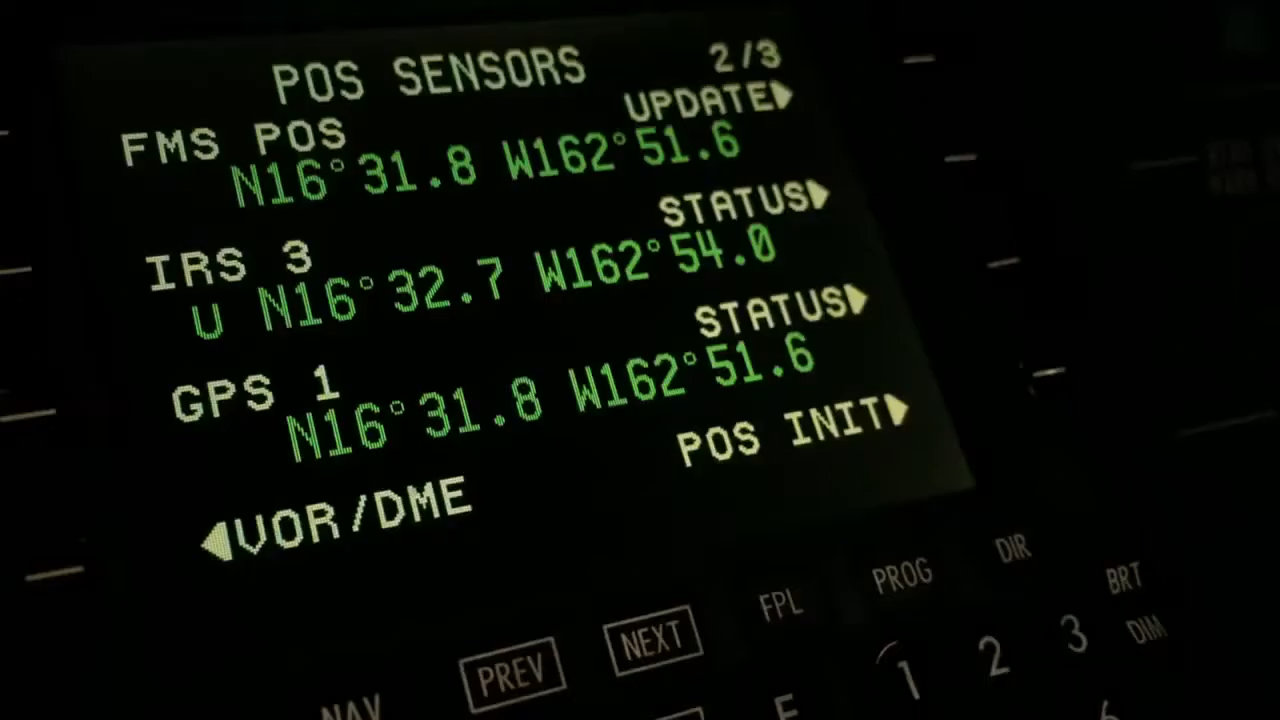 POS SENSORS 2/3
FMS POS UPDATE▶
N16°31.8 W162°51.6
IRS 3 STATUS▶
U N16°32.7 W162°54.0
GPS 1 STATUS▶
N16°31.8 W162°51.6
◀VOR/DME POS INIT▶
NAV PREV NEXT FPL PROG DIR
BRT
DIM
1 2 3